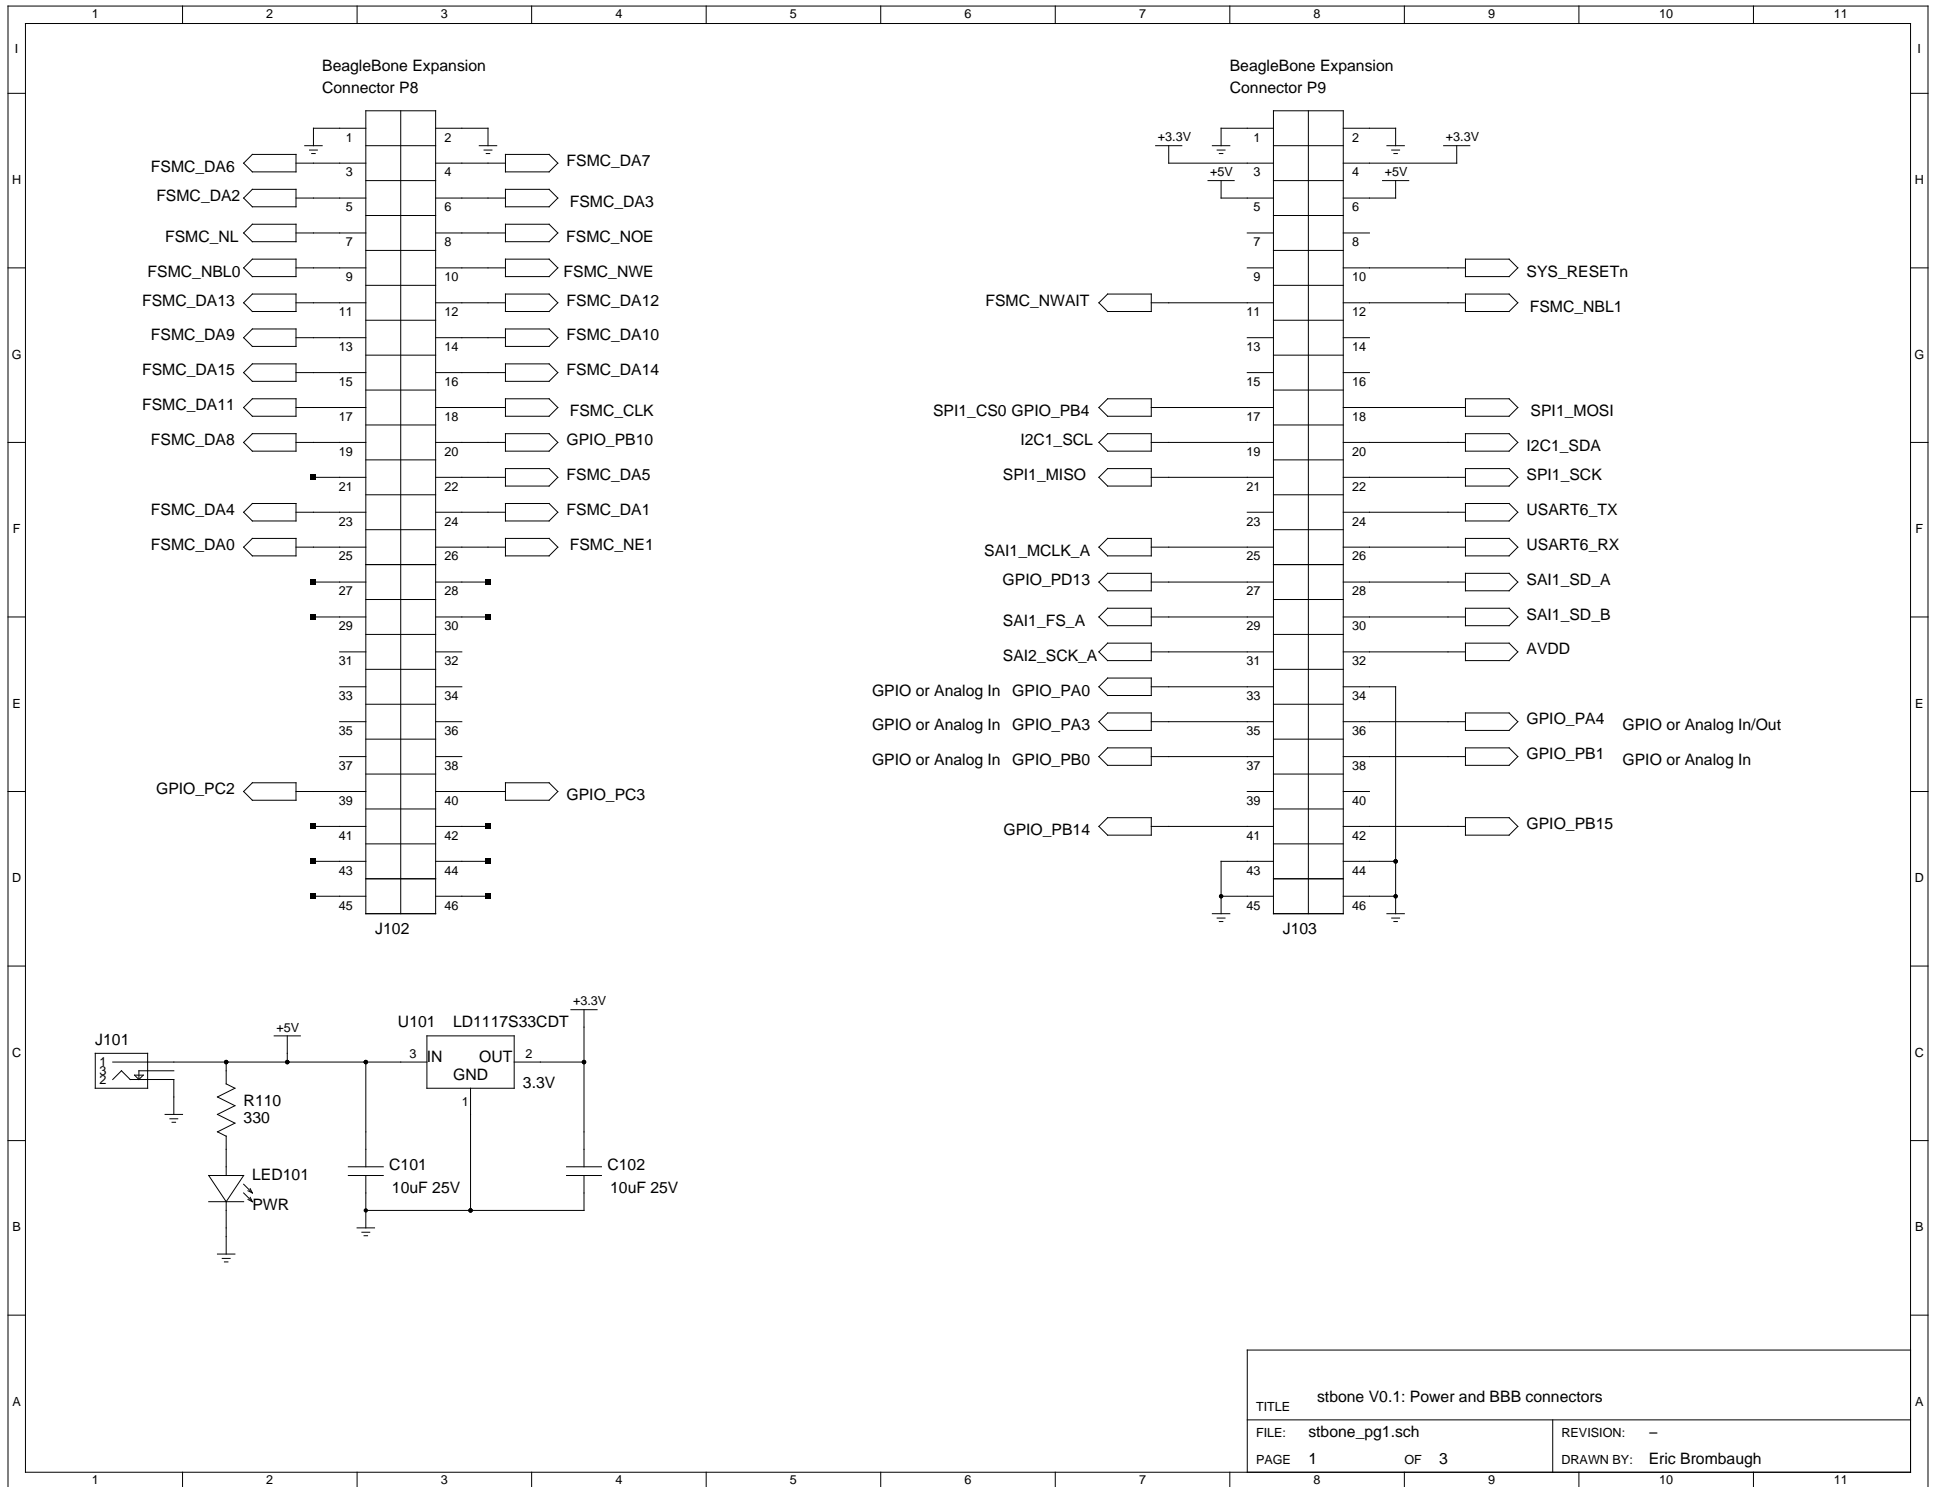 1 2 3 4 5 6 7 8 9 10 11
I I
BeagleBone Expansion
Connector P8
BeagleBone Expansion
Connector P9
H H
G G
F F
E E
D D
C C
B B
A A
1 2
FSMC_DA6 3 4 FSMC_DA7
FSMC_DA2 5 6 FSMC_DA3
FSMC_NL 7 8 FSMC_NOE
FSMC_NBL0 9 10 FSMC_NWE
FSMC_DA13 11 12 FSMC_DA12
FSMC_DA9 13 14 FSMC_DA10
FSMC_DA15 15 16 FSMC_DA14
FSMC_DA11 17 18 FSMC_CLK
FSMC_DA8 19 20 GPIO_PB10
21 22 FSMC_DA5
FSMC_DA4 23 24 FSMC_DA1
FSMC_DA0 25 26 FSMC_NE1
27 28
29 30
31 32
33 34
35 36
37 38
GPIO_PC2 39 40 GPIO_PC3
41 42
43 44
45 46
J102
+3.3V 1 2 +3.3V
+5V 3 4 +5V
5 6
7 8
9 10 SYS_RESETn
FSMC_NWAIT 11 12 FSMC_NBL1
13 14
15 16
SPI1_CS0 GPIO_PB4 17 18 SPI1_MOSI
I2C1_SCL 19 20 I2C1_SDA
SPI1_MISO 21 22 SPI1_SCK
23 24 USART6_TX
SAI1_MCLK_A 25 26 USART6_RX
GPIO_PD13 27 28 SAI1_SD_A
SAI1_FS_A 29 30 SAI1_SD_B
SAI2_SCK_A 31 32 AVDD
GPIO or Analog In GPIO_PA0 33 34
GPIO or Analog In GPIO_PA3 35 36 GPIO_PA4 GPIO or Analog In/Out
GPIO or Analog In GPIO_PB0 37 38 GPIO_PB1 GPIO or Analog In
39 40
GPIO_PB14 41 42 GPIO_PB15
43 44
45 46
J103
J101
1
3
2
+5V
R110
330
LED101
PWR
C101
10uF 25V
U101 LD1117S33CDT
3 IN OUT 2
GND
1
3.3V
+3.3V
C102
10uF 25V
TITLE stbone V0.1: Power and BBB connectors
FILE: stbone_pg1.sch REVISION: –
PAGE 1 OF 3 DRAWN BY: Eric Brombaugh
1 2 3 4 5 6 7 8 9 10 11